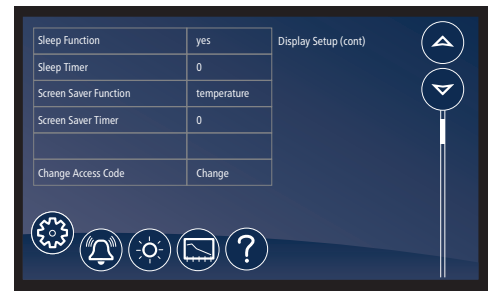 Sleep Function yes Display Setup (cont)
Sleep Timer 0
Screen Saver Function temperature
Screen Saver Timer 0
Change Access Code Change
?